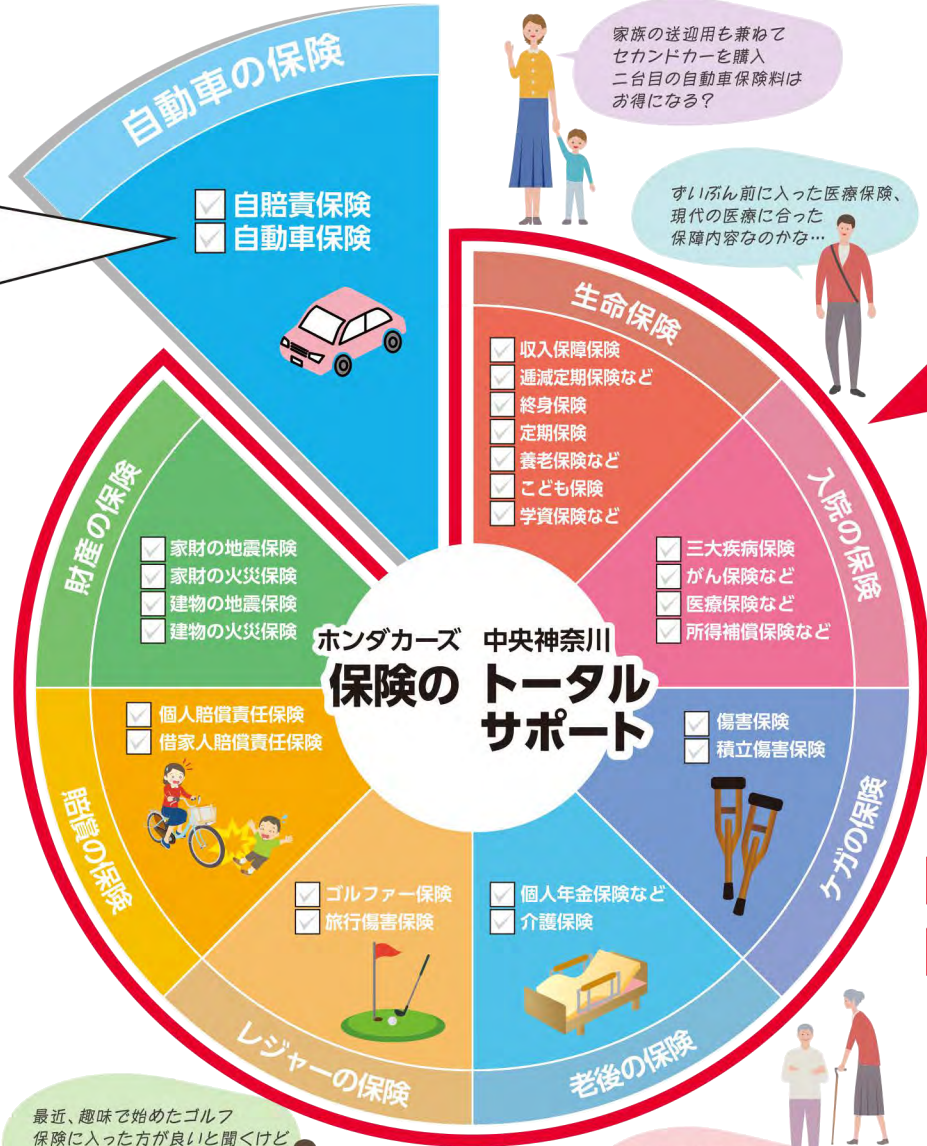 家族の送迎用も兼ねて
セカンドカーを購入
二台目の自動車保険料は
お得になる？
自動車の保険
自賠責保険
自動車保険
ずいぶん前に入った医療保険、
現代の医療に合った
保障内容なのかな…
生命保険
収入保障保険
逓減定期保険など
終身保険
定期保険
養老保険など
こども保険
学資保険など
入院の保険
三大疾病保険
がん保険など
医療保険など
所得補償保険など
財産の保険
家財の地震保険
家財の火災保険
建物の地震保険
建物の火災保険
ホンダカーズ 中央神奈川
保険の トータル
サポート
賠償の保険
個人賠償責任保険
借家人賠償責任保険
ケガの保険
傷害保険
積立傷害保険
レジャーの保険
ゴルファー保険
旅行傷害保険
老後の保険
個人年金保険など
介護保険
最近、趣味で始めたゴルフ
保険に入った方が良いと聞くけど